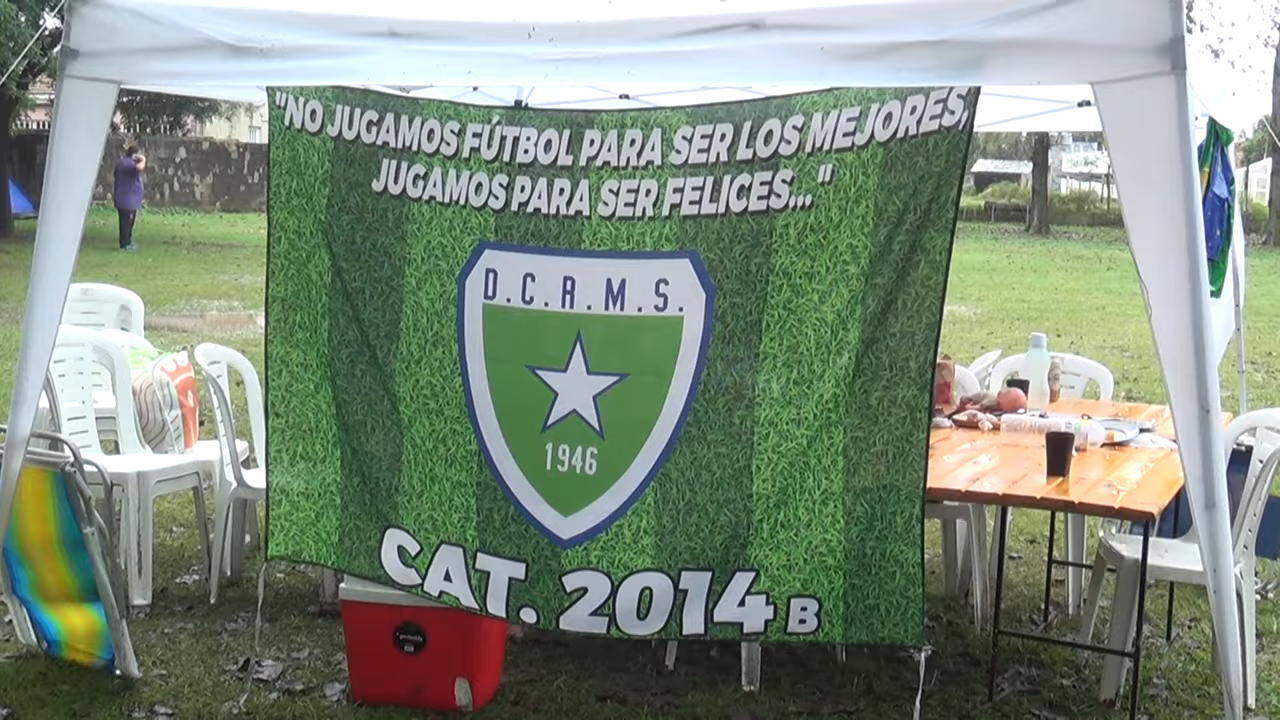 "NO JUGAMOS FÚTBOL PARA SER LOS MEJORES,
JUGAMOS PARA SER FELICES..."
D.C.R.M.S.
1946
CAT. 2014 B